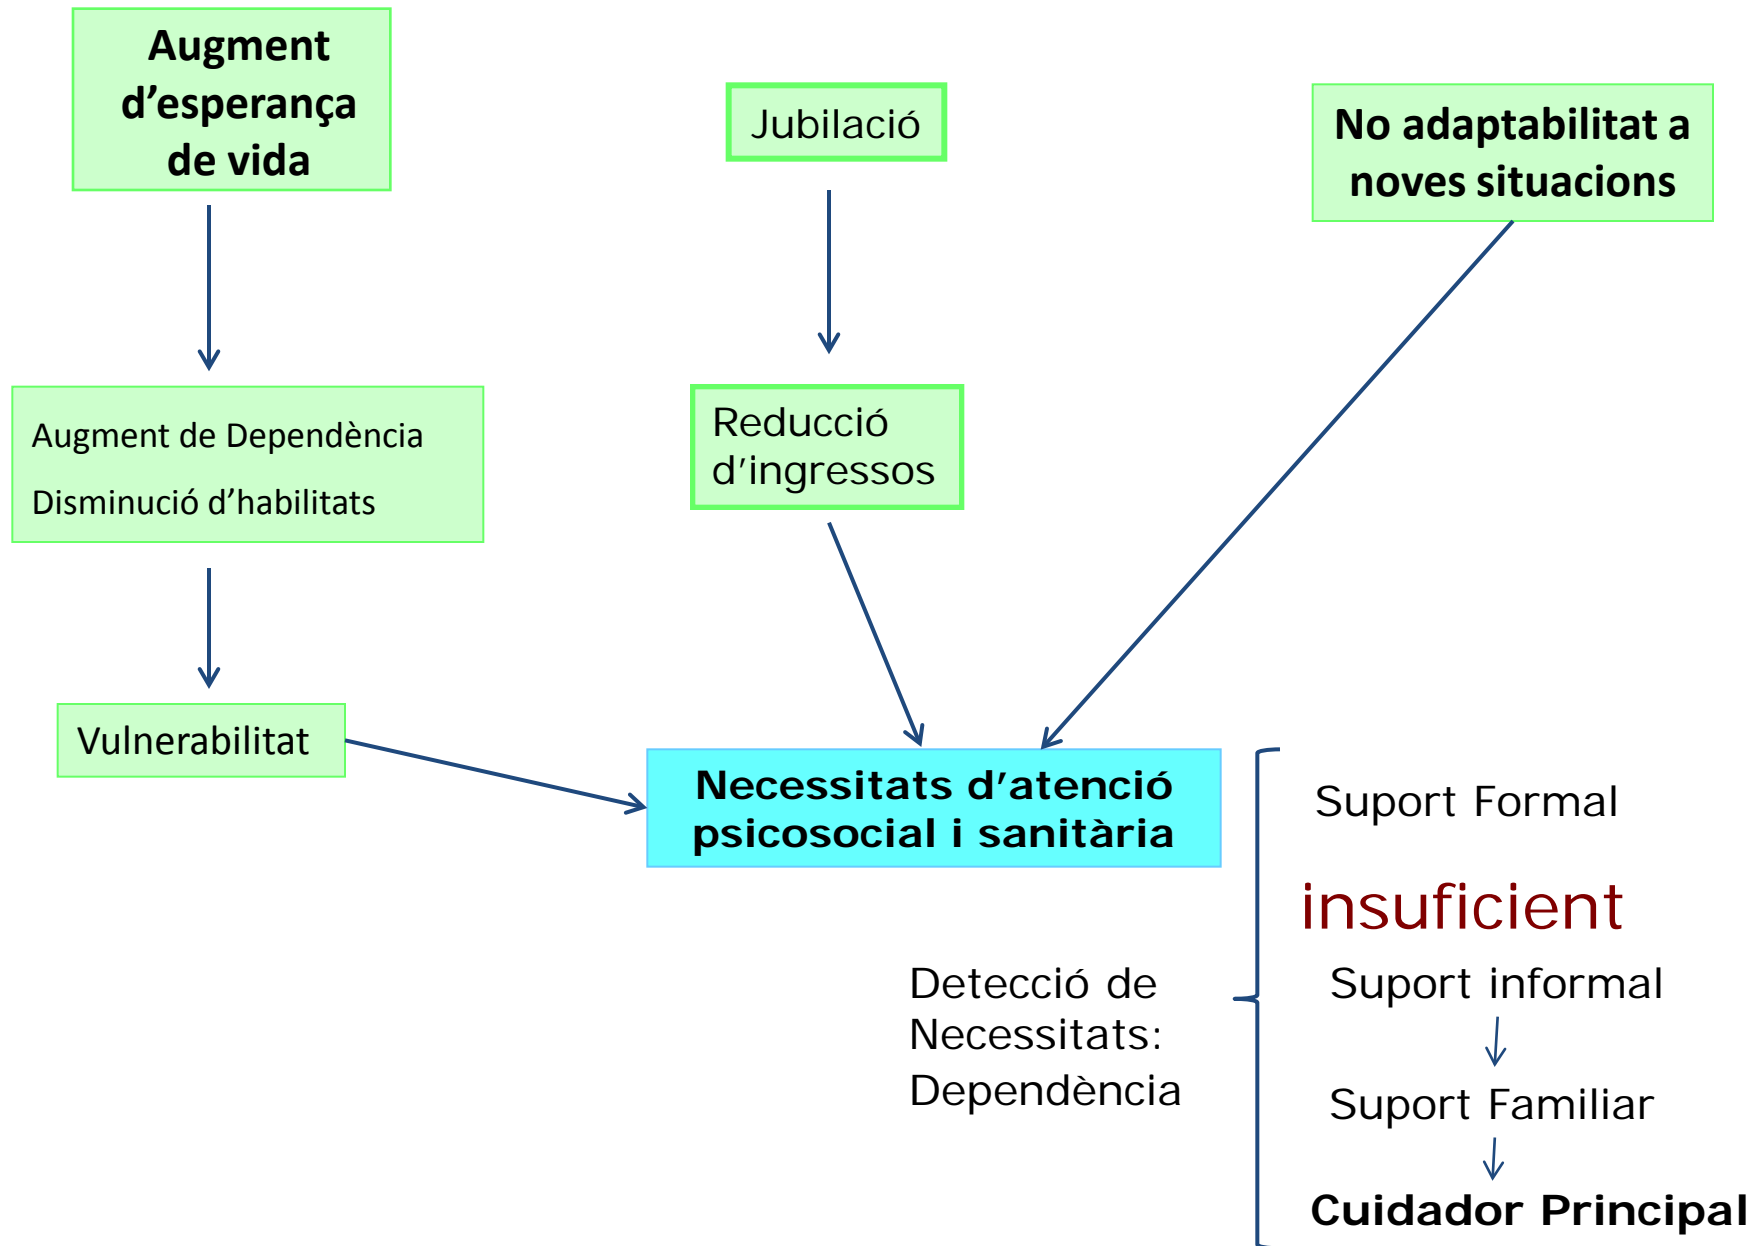 Augment
d’esperança
de vida
Jubilació
No adaptabilitat a
noves situacions
Augment de Dependència
Disminució d’habilitats
Reducció
d’ingressos
Vulnerabilitat
Necessitats d’atenció
psicosocial i sanitària
Suport Formal
insuficient
Detecció de
Necessitats:
Dependència
Suport informal
Suport Familiar
Cuidador Principal